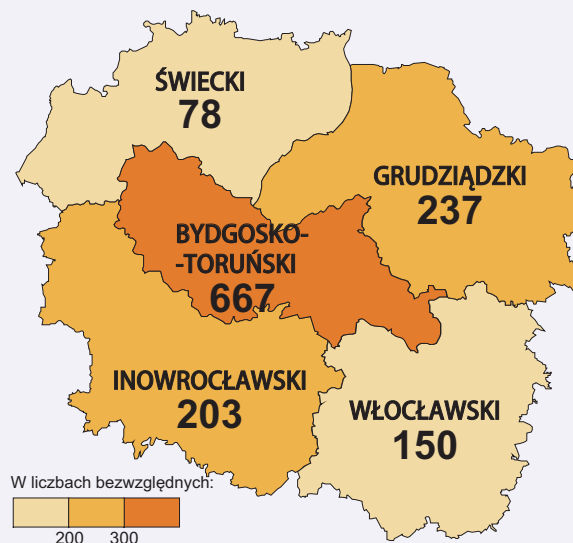 ŚWIECKI
78
GRUDZIĄDZKI
237
BYDGOSKO-
-TORUŃSKI
667
INOWROCŁAWSKI
203
WŁOCŁAWSKI
150
W liczbach bezwzględnych:
200 300